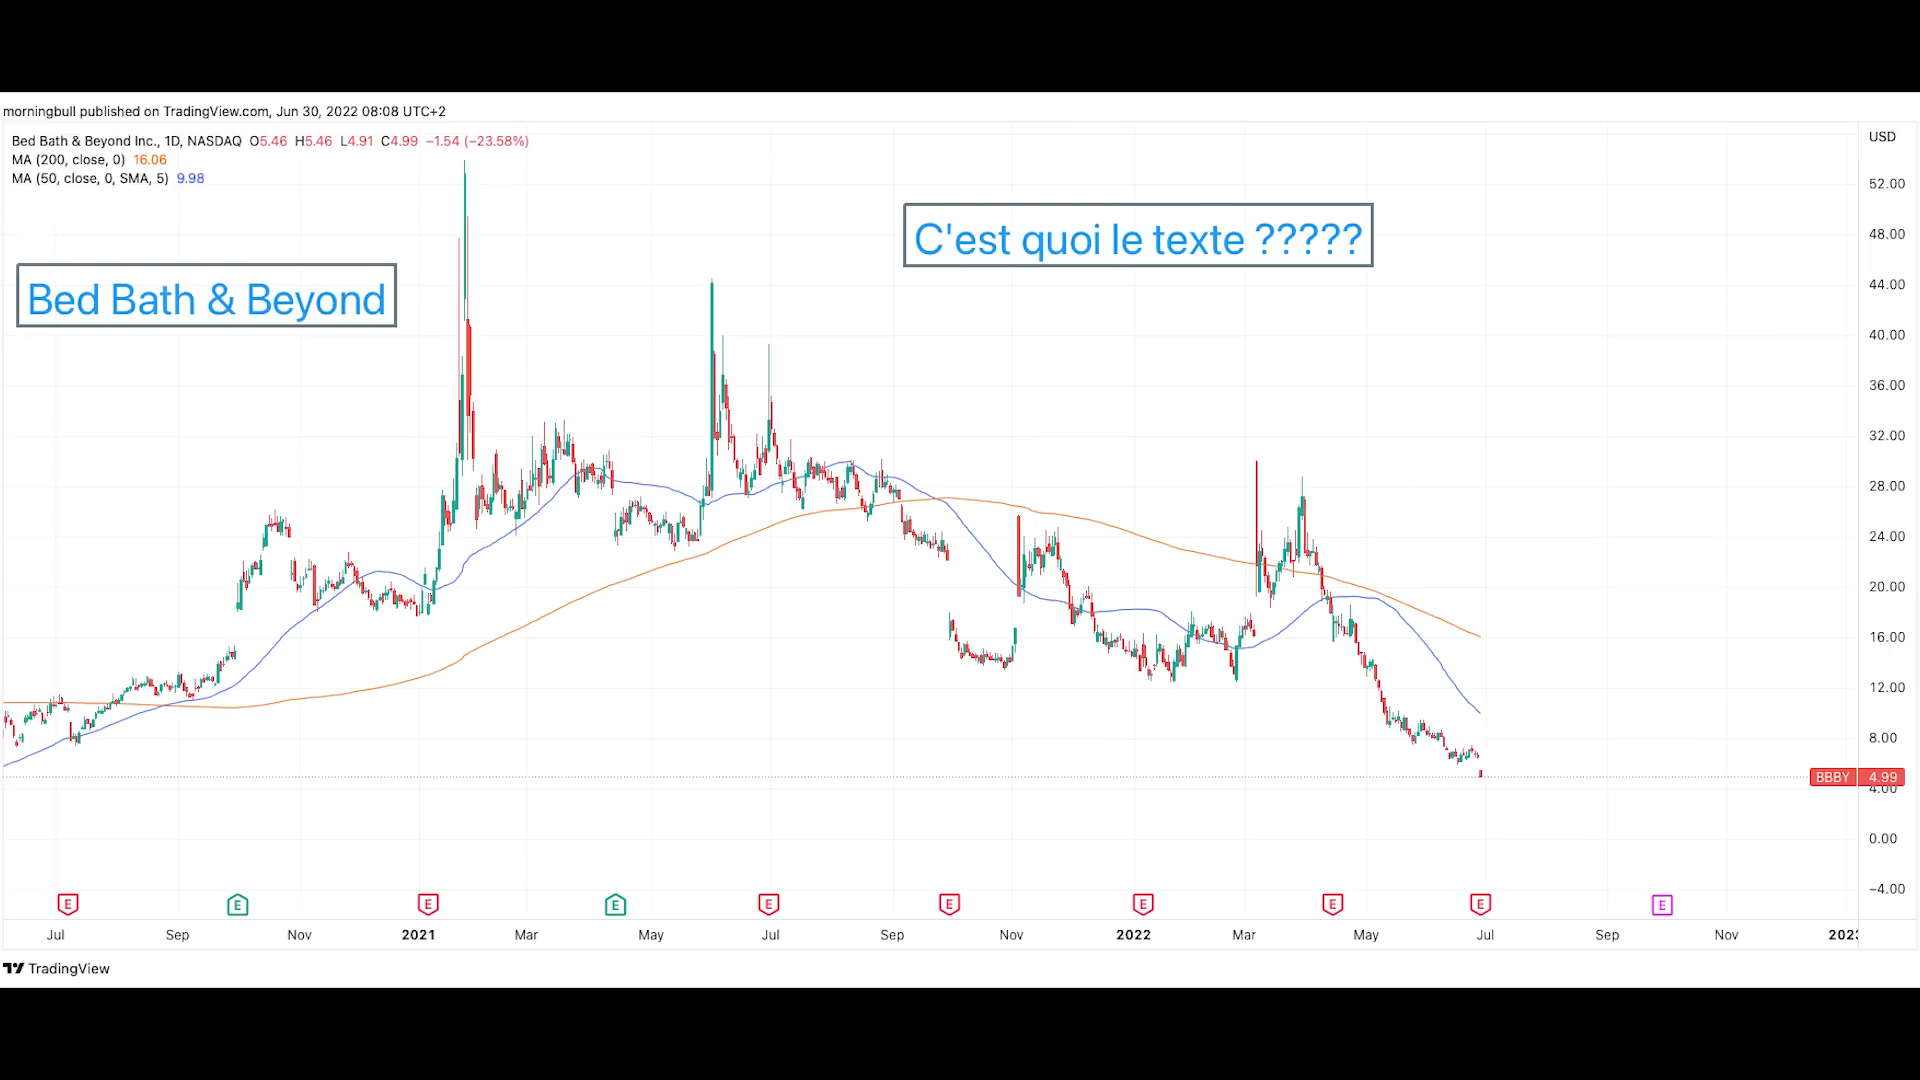 morningbull published on TradingView.com, Jun 30, 2022 08:08 UTC+2
Bed Bath & Beyond Inc., 1D, NASDAQ O5.46 H5.46 L4.91 C4.99 −1.54 (−23.58%)
MA (200, close, 0) 16.06
MA (50, close, 0, SMA, 5) 9.98
USD
52.00
C'est quoi le texte ?????
48.00
Bed Bath & Beyond
44.00
40.00
36.00
32.00
28.00
24.00
20.00
16.00
12.00
8.00
BBBY 4.99
4.00
0.00
−4.00
E E E E E E E E E E
Jul Sep Nov 2021 Mar May Jul Sep Nov 2022 Mar May Jul Sep Nov 2023
TradingView